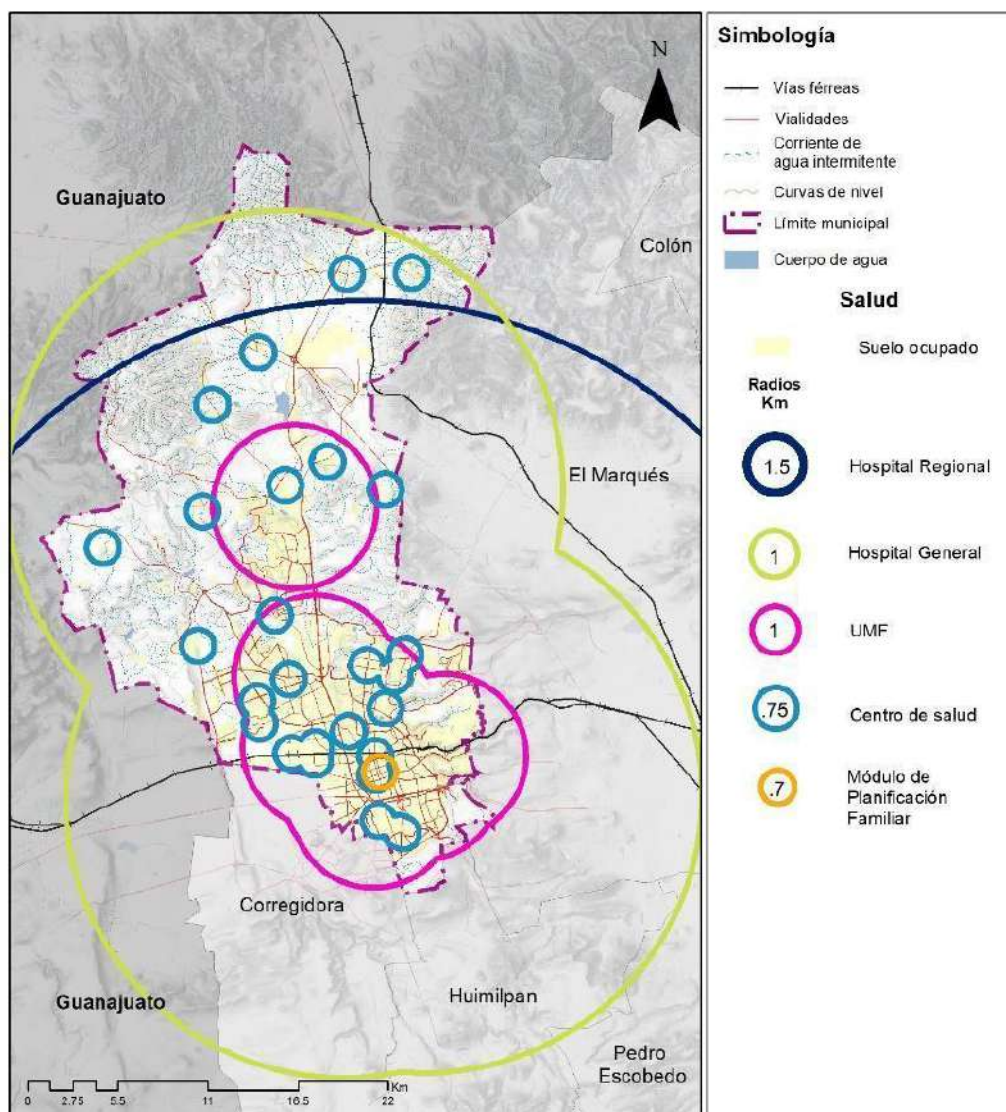 Simbología
N
Vías férreas
Vialidades
Corriente de
agua intermitente
Curvas de nivel
Límite municipal
Cuerpo de agua
Salud
Suelo ocupado
Radios
Km
1.5
Hospital Regional
1
Hospital General
1
UMF
.75
Centro de salud
.7
Módulo de
Planificación
Familiar
Guanajuato
Colón
El Marqués
Corregidora
Guanajuato
Huimilpan
Pedro
Escobedo
Km
0 2.75 5.5 11 16.5 22